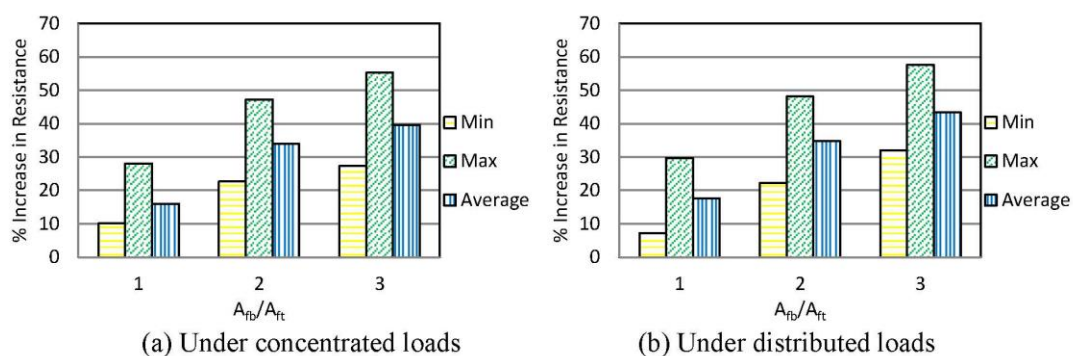 % Increase in Resistance
70
60
50
40
30
20
10
0
1 2 3
A_fb/A_ft
Min
Max
Average
(a) Under concentrated loads
% Increase in Resistance
70
60
50
40
30
20
10
0
1 2 3
A_fb/A_ft
Min
Max
Average
(b) Under distributed loads